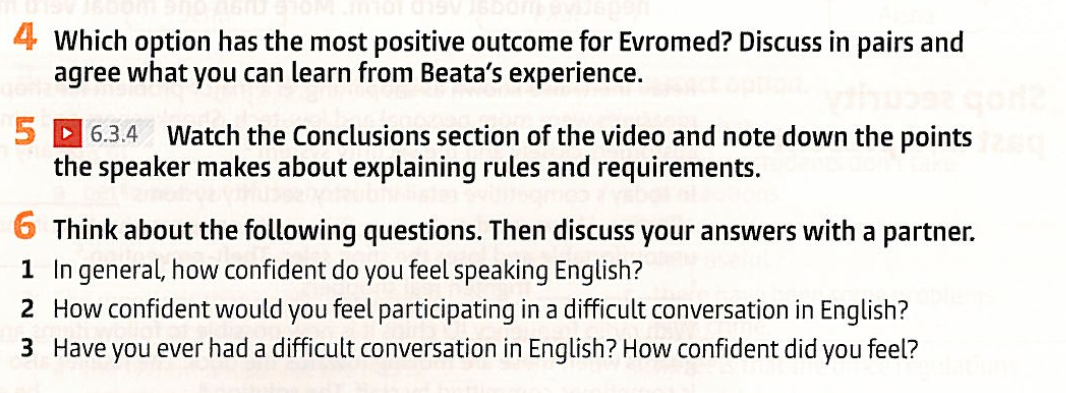 4 Which option has the most positive outcome for Evromed? Discuss in pairs and
agree what you can learn from Beata's experience.
5 6.3.4 Watch the Conclusions section of the video and note down the points
the speaker makes about explaining rules and requirements.
6 Think about the following questions. Then discuss your answers with a partner.
1 In general, how confident do you feel speaking English?
2 How confident would you feel participating in a difficult conversation in English?
3 Have you ever had a difficult conversation in English? How confident did you feel?